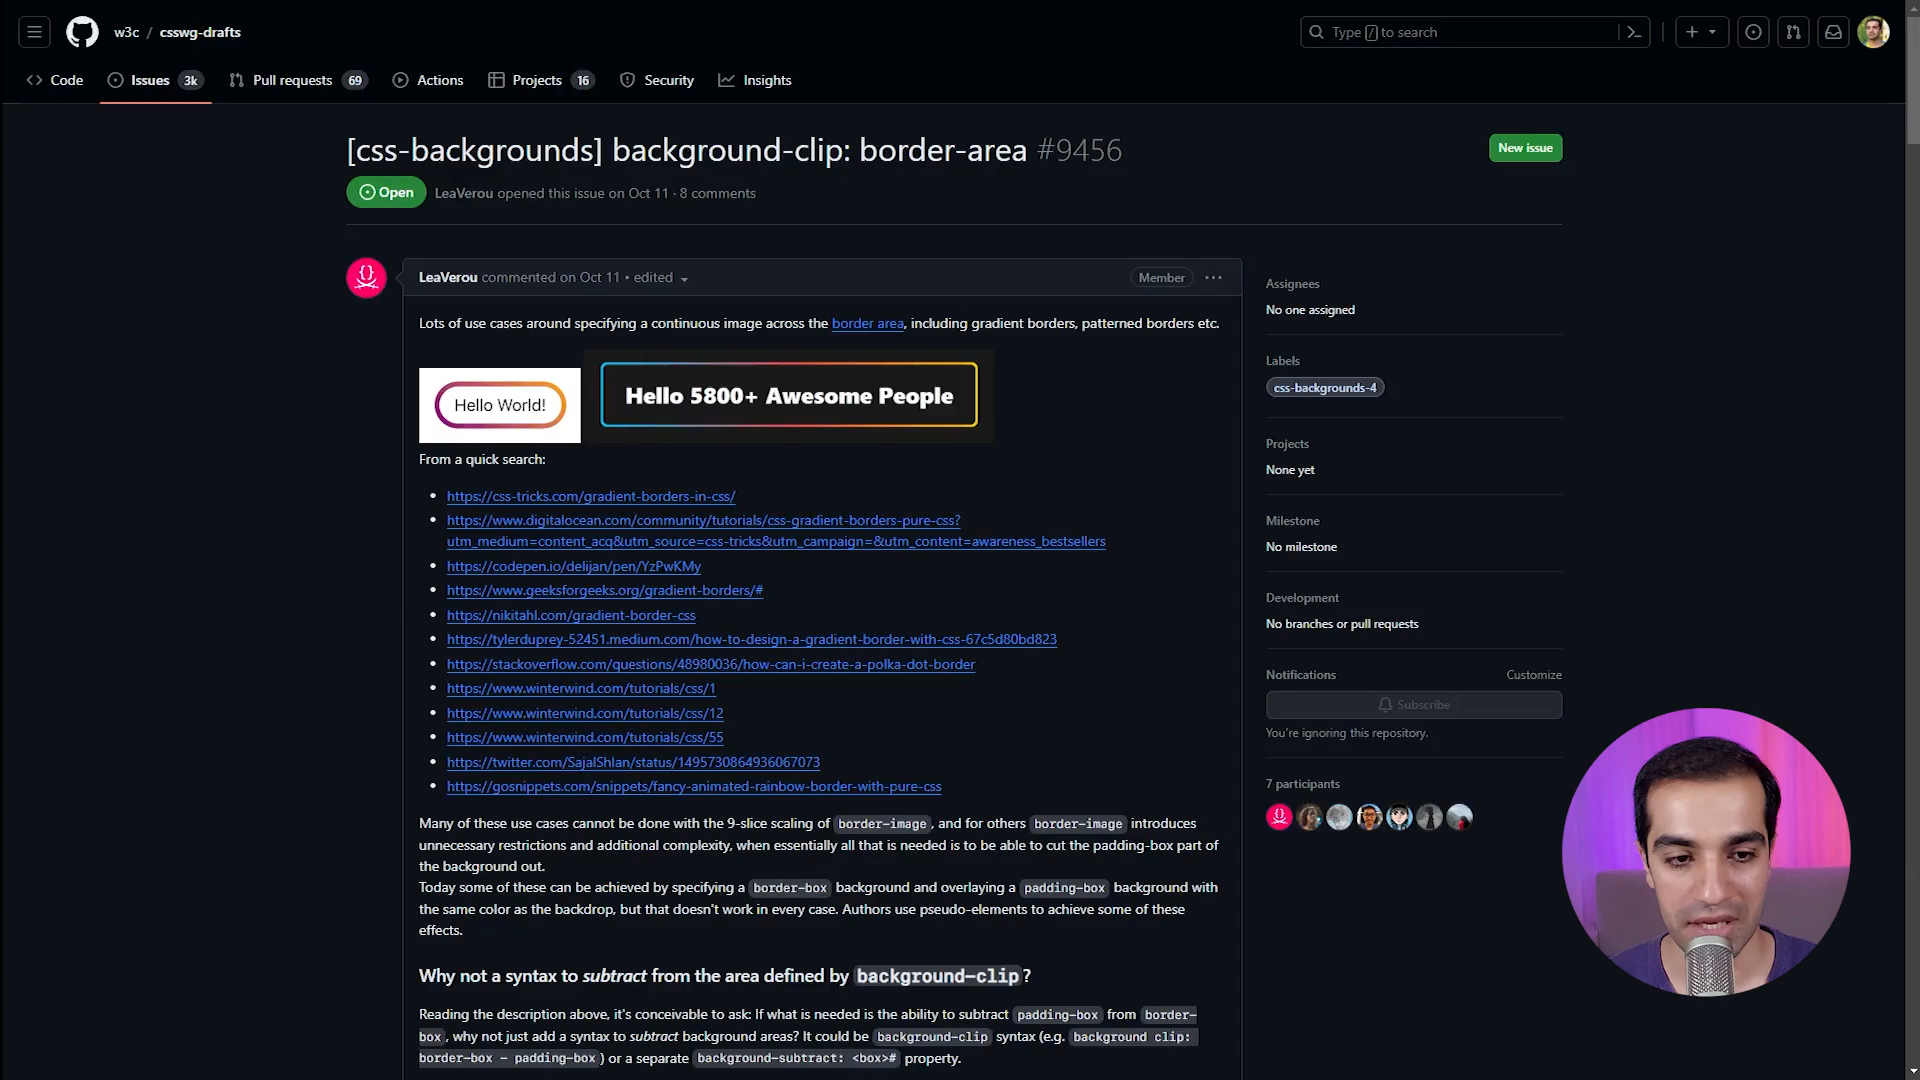 w3c / csswg-drafts
Type / to search
Code
Issues 3k
Pull requests 69
Actions
Projects 16
Security
Insights
[css-backgrounds] background-clip: border-area #9456
New issue
Open
LeaVerou opened this issue on Oct 11 · 8 comments
LeaVerou commented on Oct 11 • edited
Member
Lots of use cases around specifying a continuous image across the border area, including gradient borders, patterned borders etc.
Hello World!
Hello 5800+ Awesome People
From a quick search:
https://css-tricks.com/gradient-borders-in-css/
https://www.digitalocean.com/community/tutorials/css-gradient-borders-pure-css?
utm_medium=content_acq&utm_source=css-tricks&utm_campaign=&utm_content=awareness_bestsellers
https://codepen.io/delijan/pen/YzPwKMy
https://www.geeksforgeeks.org/gradient-borders/#
https://nikitahl.com/gradient-border-css
https://tylerduprey-52451.medium.com/how-to-design-a-gradient-border-with-css-67c5d80bd823
https://stackoverflow.com/questions/48980036/how-can-i-create-a-polka-dot-border
https://www.winterwind.com/tutorials/css/1
https://www.winterwind.com/tutorials/css/12
https://www.winterwind.com/tutorials/css/55
https://twitter.com/SajalShlan/status/1495730864936067073
https://gosnippets.com/snippets/fancy-animated-rainbow-border-with-pure-css
Many of these use cases cannot be done with the 9-slice scaling of border-image, and for others border-image introduces
unnecessary restrictions and additional complexity, when essentially all that is needed is to be able to cut the padding-box part of
the background out.
Today some of these can be achieved by specifying a border-box background and overlaying a padding-box background with
the same color as the backdrop, but that doesn't work in every case. Authors use pseudo-elements to achieve some of these
effects.
Why not a syntax to subtract from the area defined by background-clip?
Reading the description above, it's conceivable to ask: If what is needed is the ability to subtract padding-box from border-
box, why not just add a syntax to subtract background areas? It could be background-clip syntax (e.g. background clip:
border-box - padding-box) or a separate background-subtract: <box># property.
Assignees
No one assigned
Labels
css-backgrounds-4
Projects
None yet
Milestone
No milestone
Development
No branches or pull requests
Notifications
Customize
Subscribe
You're ignoring this repository.
7 participants